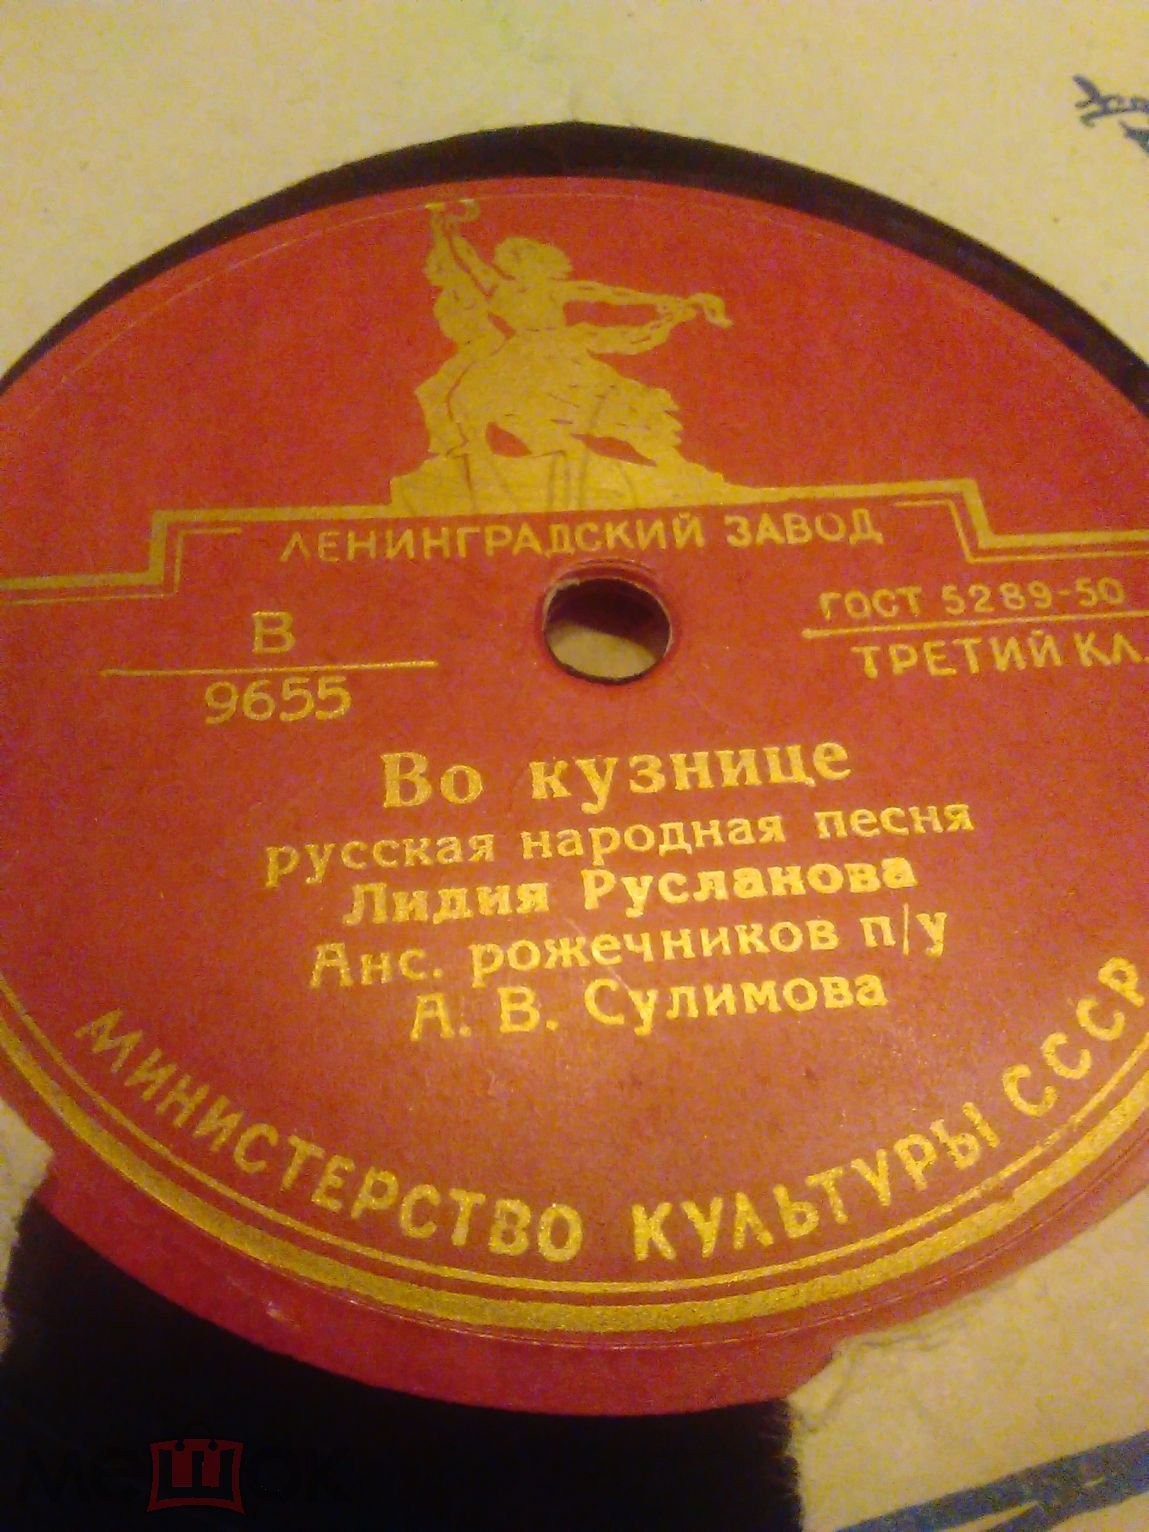 ЛЕНИНГРАДСКИЙ ЗАВОД
В
9655
ГОСТ 5289-50
ТРЕТИЙ КЛ.
Во кузнице
русская народная песня
Лидия Русланова
Анс. рожечников п/у
А. В. Сулимова
МИНИСТЕРСТВО КУЛЬТУРЫ СССР
мешок